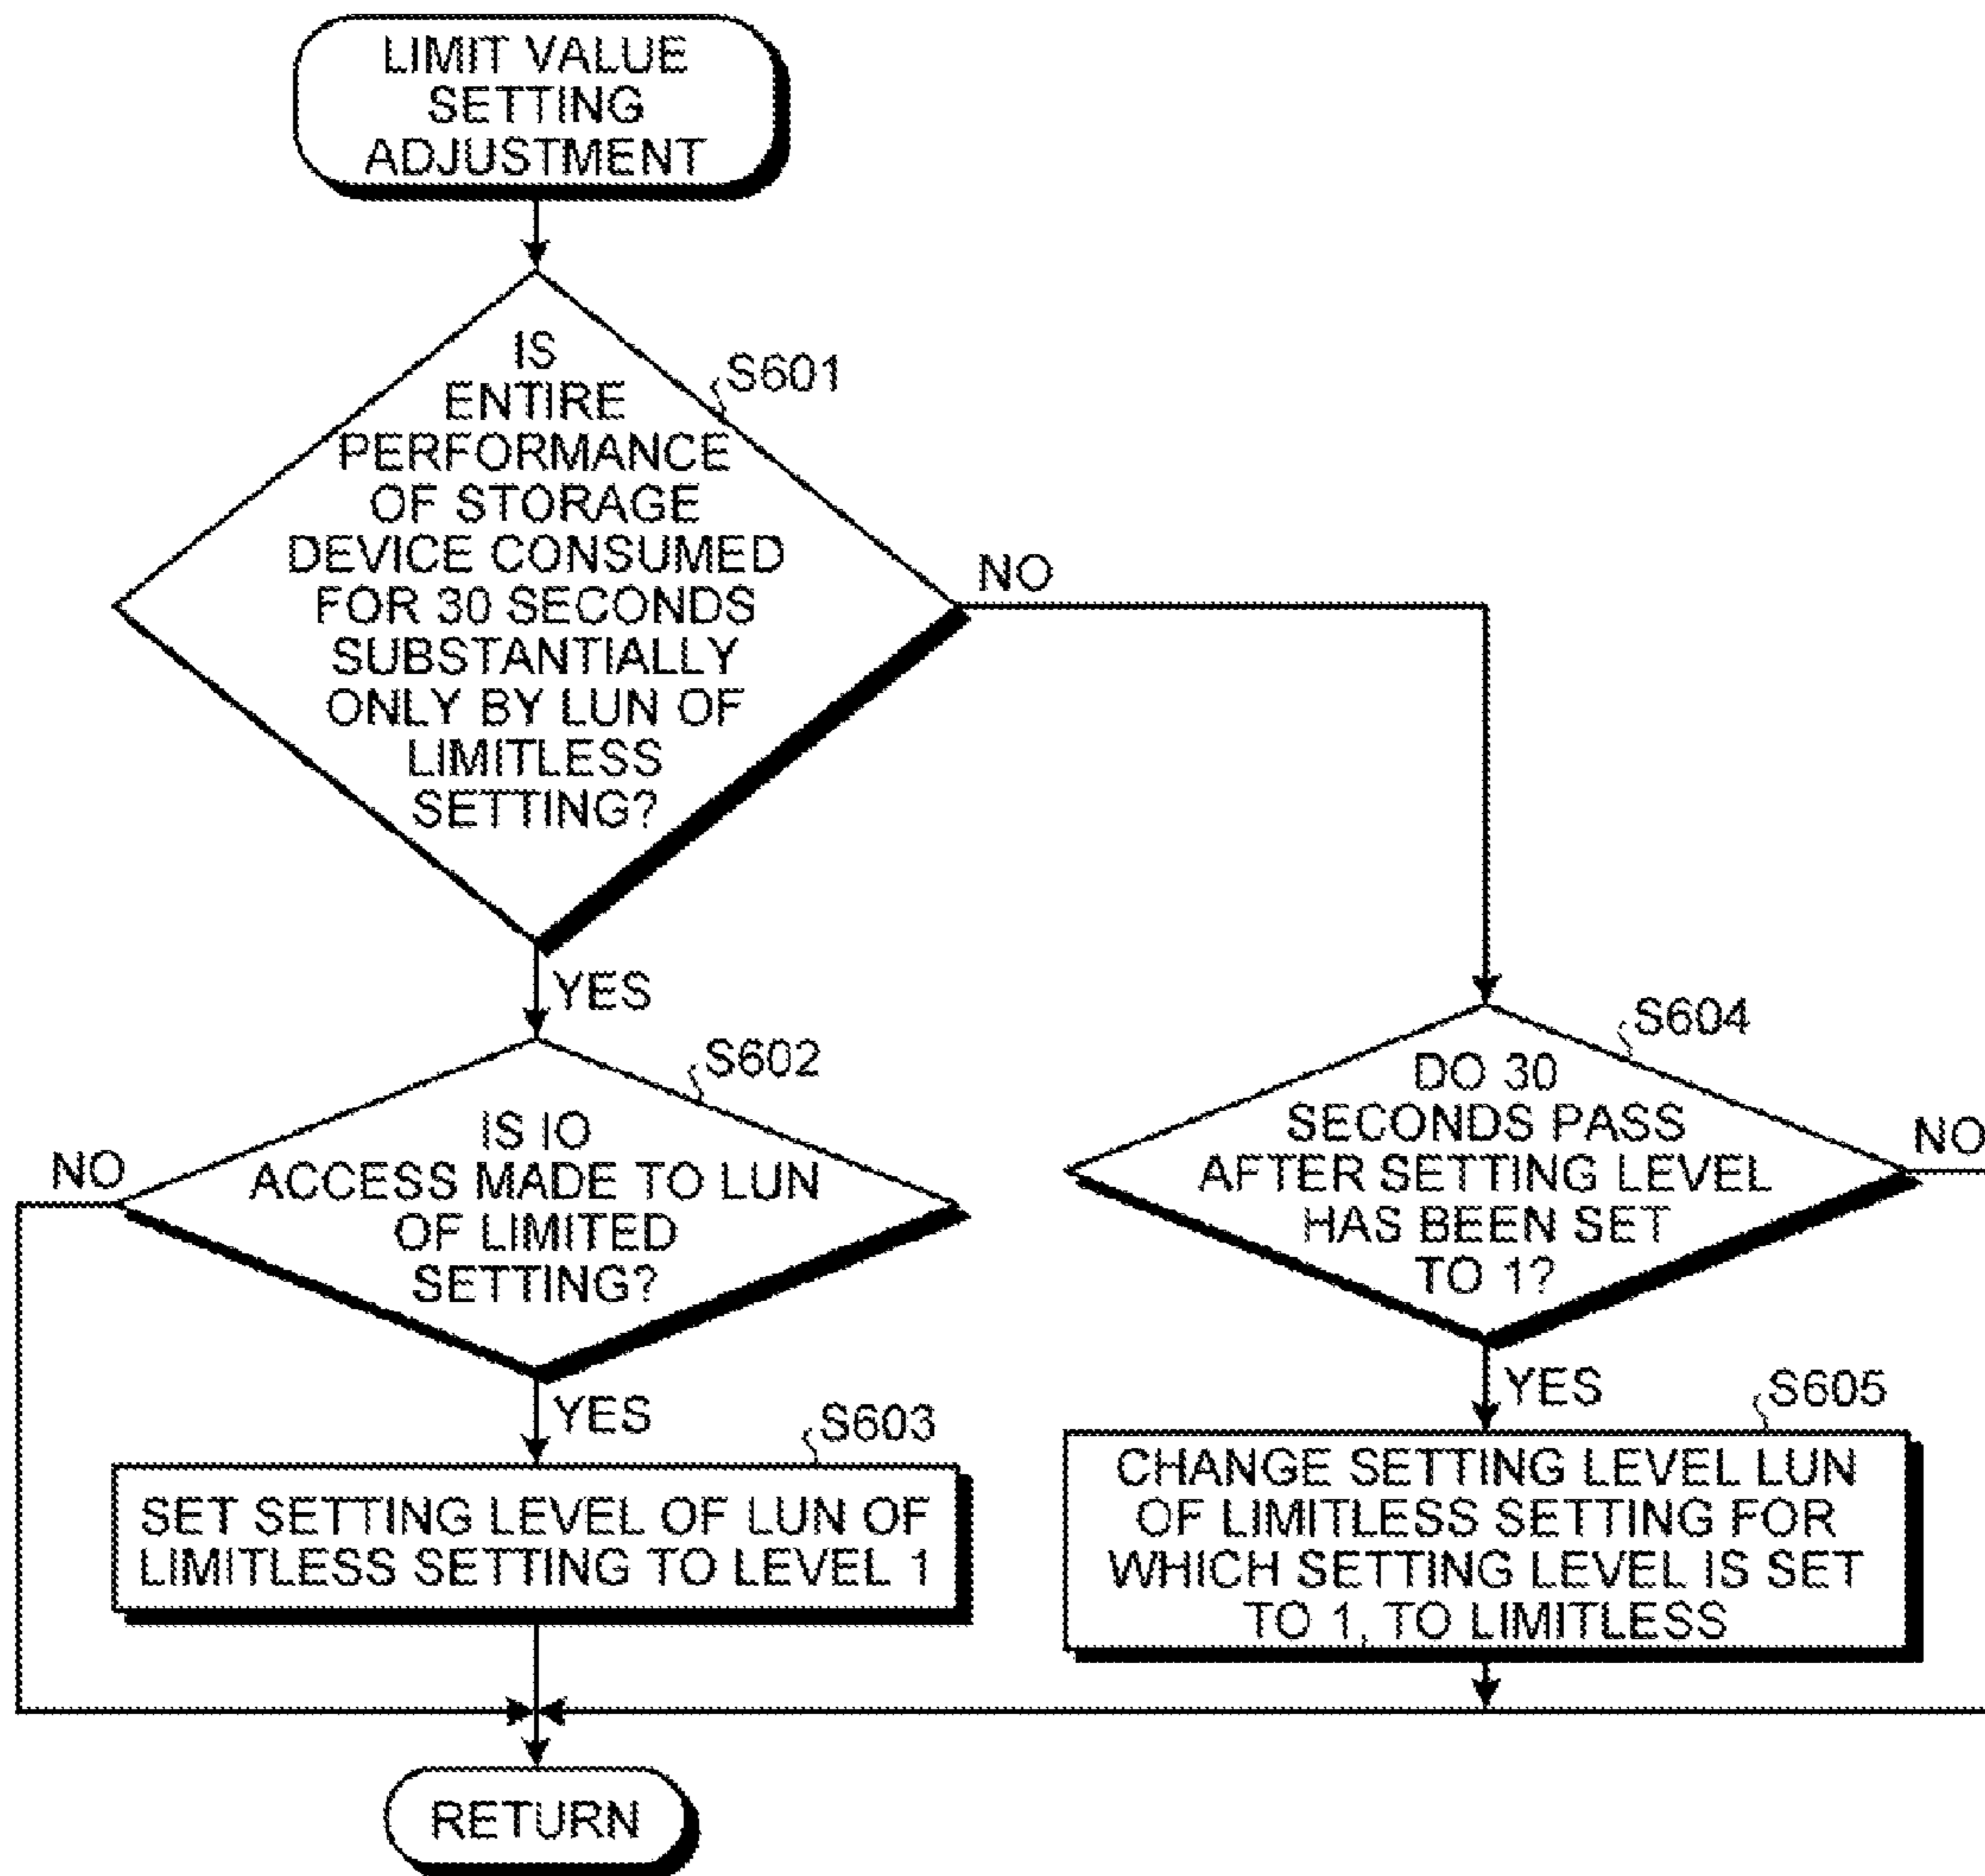 LIMIT VALUE
SETTING
ADJUSTMENT
IS
ENTIRE
PERFORMANCE
OF STORAGE
DEVICE CONSUMED
FOR 30 SECONDS
SUBSTANTIALLY
ONLY BY LUN OF
LIMITLESS
SETTING?
S601
NO
YES
S602
IS IO
ACCESS MADE TO LUN
OF LIMITED
SETTING?
NO
YES
S603
SET SETTING LEVEL OF LUN OF
LIMITLESS SETTING TO LEVEL 1
S604
DO 30
SECONDS PASS
AFTER SETTING LEVEL
HAS BEEN SET
TO 1?
NO
YES
S605
CHANGE SETTING LEVEL LUN
OF LIMITLESS SETTING FOR
WHICH SETTING LEVEL IS SET
TO 1, TO LIMITLESS
RETURN